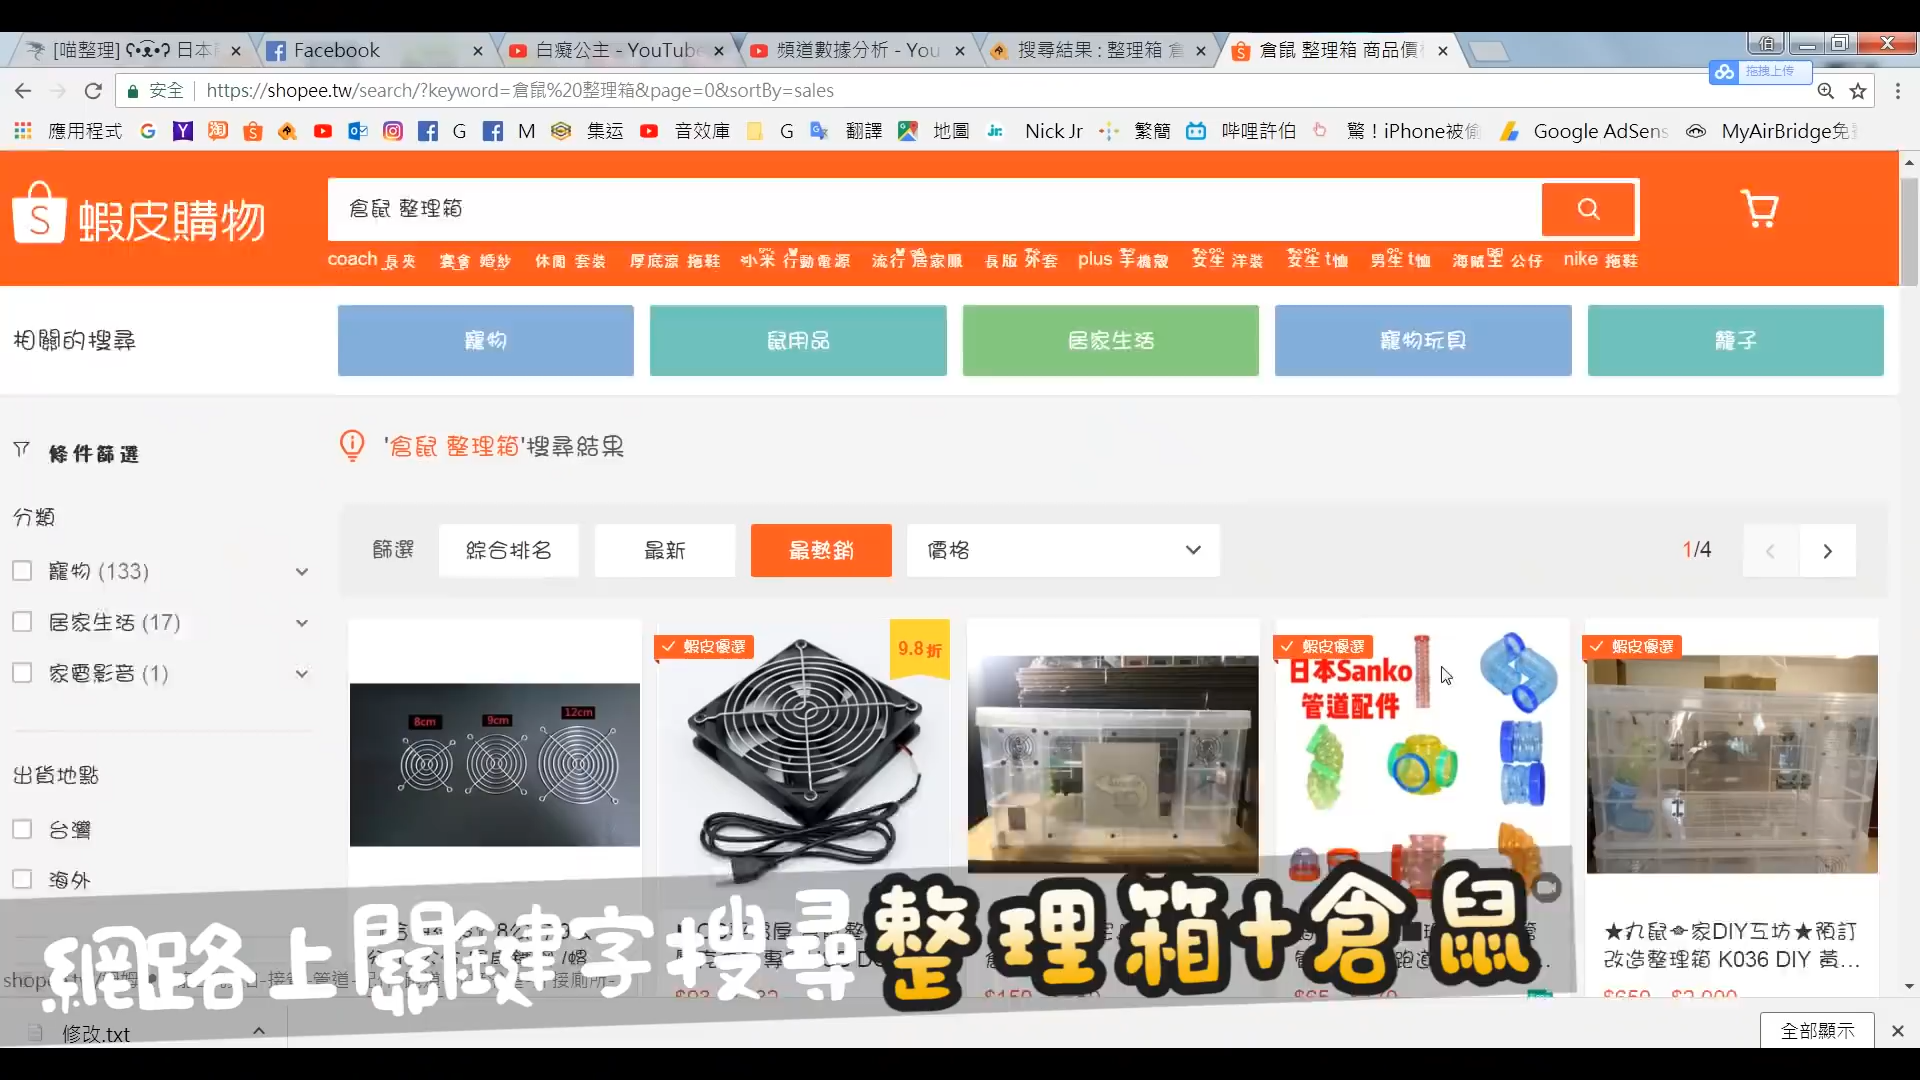 [喵整理] ʕ•ᴥ•ʔ 日本
Facebook
白癡公主 - YouTube
頻道數據分析 - You
搜尋結果 : 整理箱 倉
倉鼠 整理箱 商品價
伯
拖拽上传
安全
https://shopee.tw/search/?keyword=倉鼠%20整理箱&page=0&sortBy=sales
應用程式
G
M
集运
音效庫
G
翻譯
地圖
Nick Jr
繁簡
哔哩許伯
驚！iPhone被偷
Google AdSens
MyAirBridge免
蝦皮購物
倉鼠 整理箱
coach 長夾
宴會 婚紗
休閒 套裝
厚底涼 拖鞋
小米 行動電源
流行 居家服
長版 外套
plus 手機殼
女生 洋裝
女生 t恤
男生 t恤
海賊王 公仔
nike 拖鞋
相關的搜尋
寵物
鼠用品
居家生活
寵物玩具
籠子
條件篩選
'倉鼠 整理箱'搜尋結果
分類
篩選
綜合排名
最新
最熱銷
價格
1/4
寵物 (133)
居家生活 (17)
家電影音 (1)
出貨地點
台灣
海外
8cm
9cm
12cm
蝦皮優選
9.8折
蝦皮優選
日本Sanko
管道配件
蝦皮優選
★丸鼠家DIY工坊★預訂
改造整理箱 K036 DIY 黃...
網路上關鍵字搜尋整理箱+倉鼠
修改.txt
全部顯示